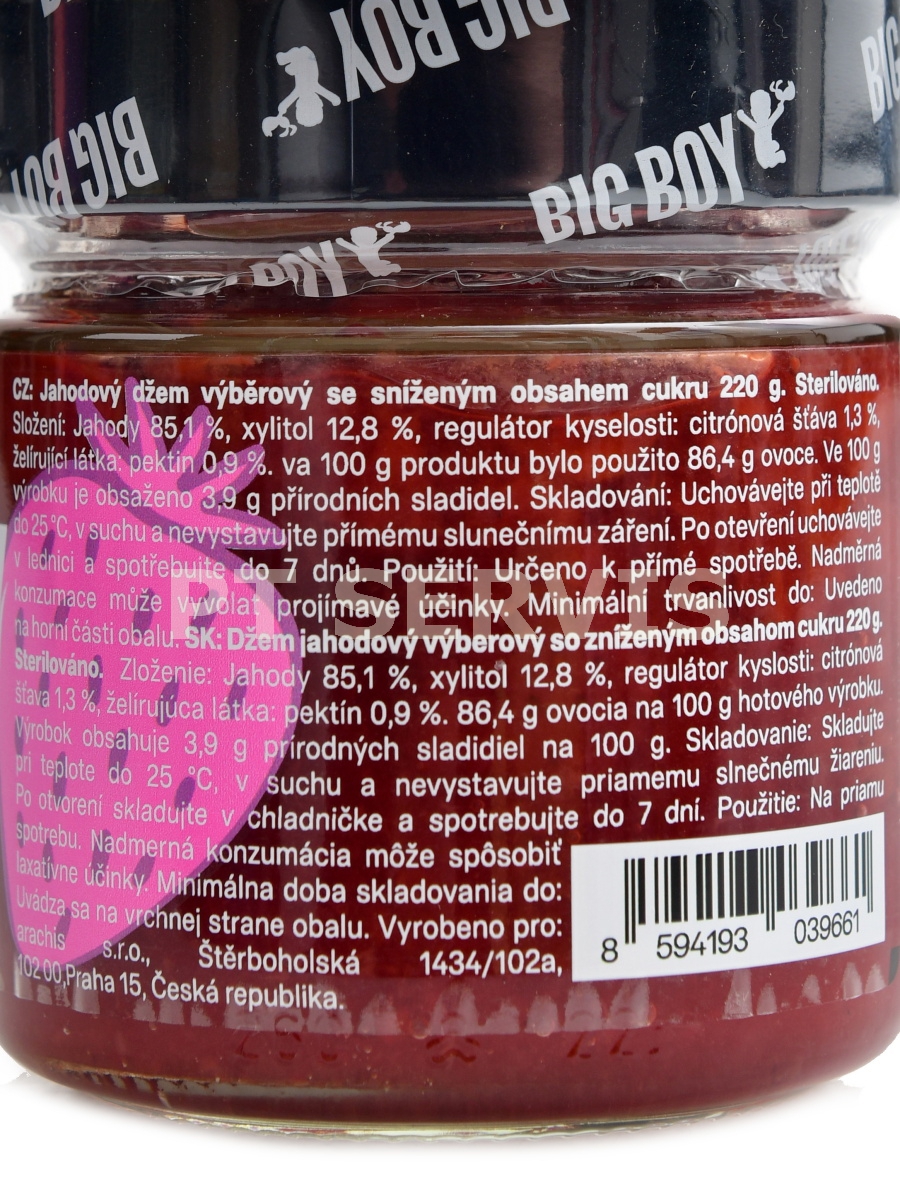 BIG BOY
BIG BOY
BIG BOY
BIG
BOY
CZ: Jahodový džem výběrový se sníženým obsahem cukru 220 g. Sterilováno.
Složení: Jahody 85,1 %, xylitol 12,8 %, regulátor kyselosti: citrónová šťáva 1,3 %,
želírující látka: pektin 0,9 %. va 100 g produktu bylo použito 86,4 g ovoce. Ve 100 g
výrobku je obsaženo 3,9 g přírodních sladidel. Skladování: Uchovávejte při teplotě
do 25 °C, v suchu a nevystavujte přímému slunečnímu záření. Po otevření uchovávejte
v lednici a spotřebujte do 7 dnů. Použití: Určeno k přímé spotřebě. Nadměrná
konzumace může vyvolat projímavé účinky. Minimální trvanlivost do: Uvedeno
na horní části obalu. SK: Džem jahodový výberový so zníženým obsahom cukru 220 g.
Sterilováno. Zloženie: Jahody 85,1 %, xylitol 12,8 %, regulátor kyslosti: citrónová
šťava 1,3 %, želírujúca látka: pektín 0,9 %. 86,4 g ovocia na 100 g hotového výrobku.
Výrobok obsahuje 3,9 g prírodných sladidiel na 100 g. Skladovanie: Skladujte
pri teplote do 25 °C, v suchu a nevystavujte priamemu slnečnému žiareniu.
Po otvorení skladujte v chladničke a spotrebujte do 7 dní. Použitie: Na priamu
spotrebu. Nadmerná konzumácia môže spôsobiť
laxatívne účinky. Minimálna doba skladovania do:
Uvádza sa na vrchnej strane obalu. Vyrobeno pro:
arachis s.r.o., Štěrboholská 1434/102a,
102 00,Praha 15, Česká republika.
8 594193 039661
PT SERVIS